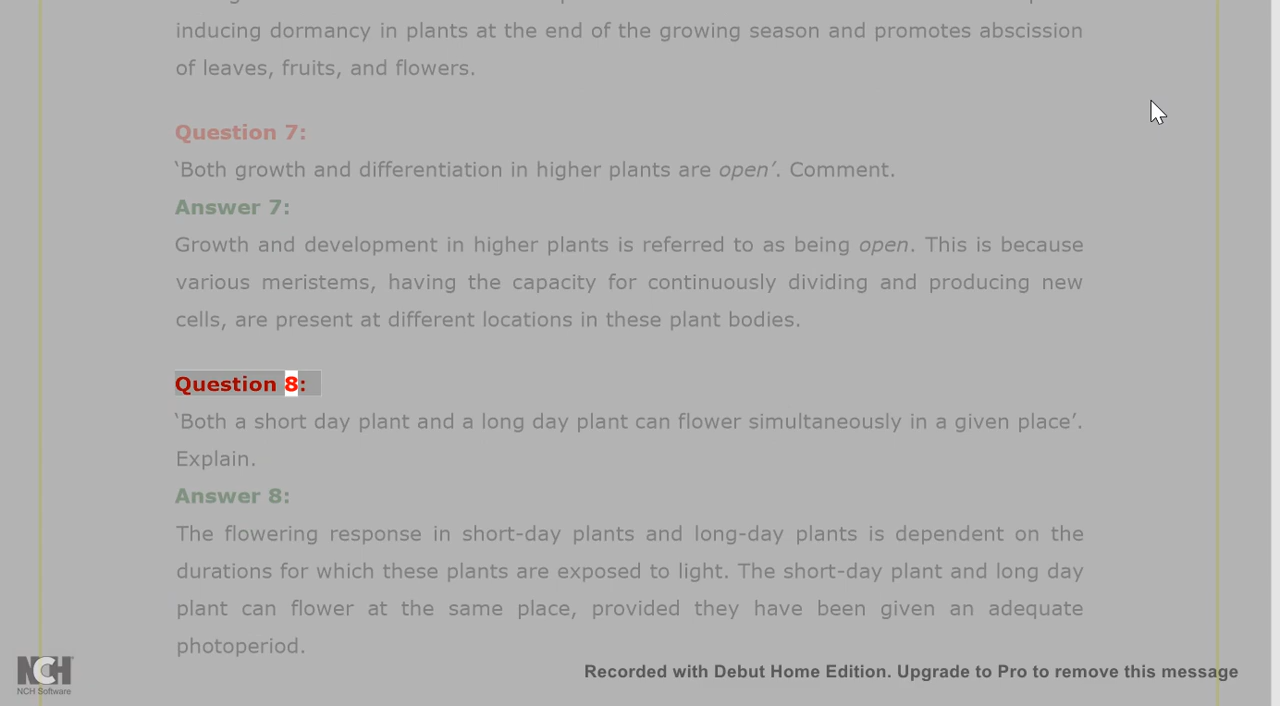 inducing dormancy in plants at the end of the growing season and promotes abscission
of leaves, fruits, and flowers.
Question 7:
‘Both growth and differentiation in higher plants are open’. Comment.
Answer 7:
Growth and development in higher plants is referred to as being open. This is because
various meristems, having the capacity for continuously dividing and producing new
cells, are present at different locations in these plant bodies.
Question 8:
‘Both a short day plant and a long day plant can flower simultaneously in a given place’.
Explain.
Answer 8:
The flowering response in short-day plants and long-day plants is dependent on the
durations for which these plants are exposed to light. The short-day plant and long day
plant can flower at the same place, provided they have been given an adequate
photoperiod.
NCH
NCH Software
Recorded with Debut Home Edition. Upgrade to Pro to remove this message